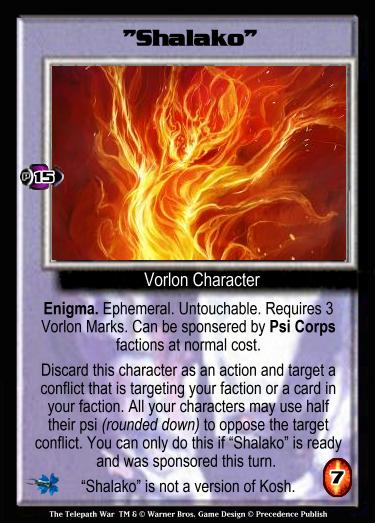 "Shalako"
P 15
Vorlon Character
Enigma. Ephemeral. Untouchable. Requires 3
Vorlon Marks. Can be sponsered by Psi Corps
factions at normal cost.
Discard this character as an action and target a
conflict that is targeting your faction or a card in
your faction. All your characters may use half
their psi (rounded down) to oppose the target
conflict. You can only do this if "Shalako" is ready
and was sponsored this turn.
"Shalako" is not a version of Kosh.
7
The Telepath War TM & © Warner Bros. Game Design © Precedence Publish